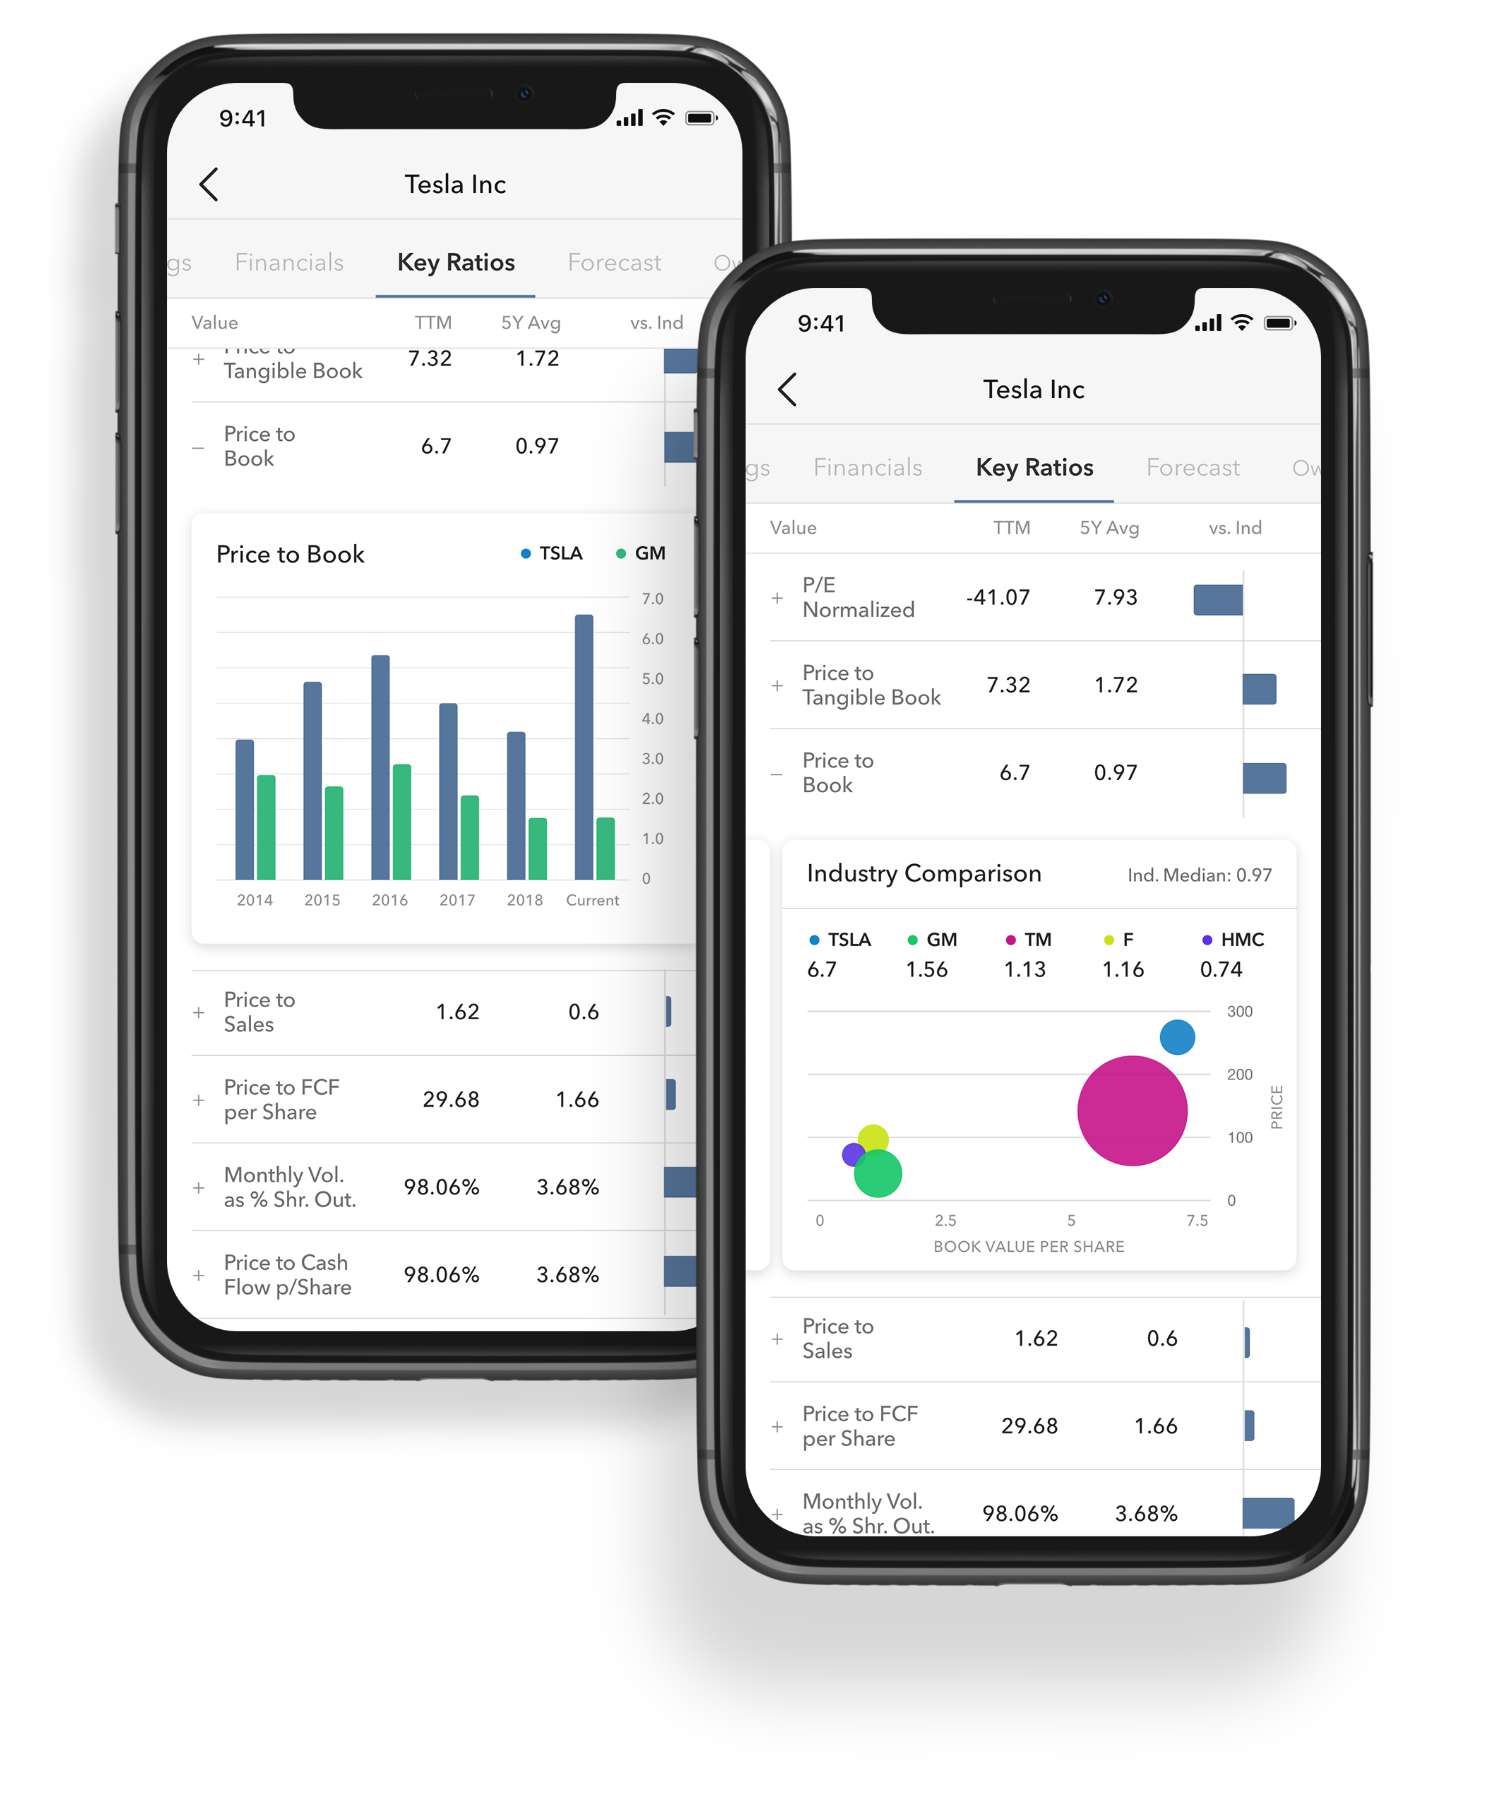 9:41
Tesla Inc
gs Financials Key Ratios Forecast Ow
Value TTM 5Y Avg vs. Ind
+ Price to
Tangible Book 7.32 1.72
– Price to
Book 6.7 0.97
Price to Book TSLA GM
7.0
6.0
5.0
4.0
3.0
2.0
1.0
0
2014 2015 2016 2017 2018 Current
+ Price to
Sales 1.62 0.6
+ Price to FCF
per Share 29.68 1.66
+ Monthly Vol.
as % Shr. Out. 98.06% 3.68%
+ Price to Cash
Flow p/Share 98.06% 3.68%
9:41
Tesla Inc
gs Financials Key Ratios Forecast Ow
Value TTM 5Y Avg vs. Ind
+ P/E
Normalized -41.07 7.93
+ Price to
Tangible Book 7.32 1.72
– Price to
Book 6.7 0.97
Industry Comparison Ind. Median: 0.97
TSLA GM TM F HMC
6.7 1.56 1.13 1.16 0.74
300
200
100
0
PRICE
0 2.5 5 7.5
BOOK VALUE PER SHARE
+ Price to
Sales 1.62 0.6
+ Price to FCF
per Share 29.68 1.66
+ Monthly Vol.
as % Shr. Out. 98.06% 3.68%